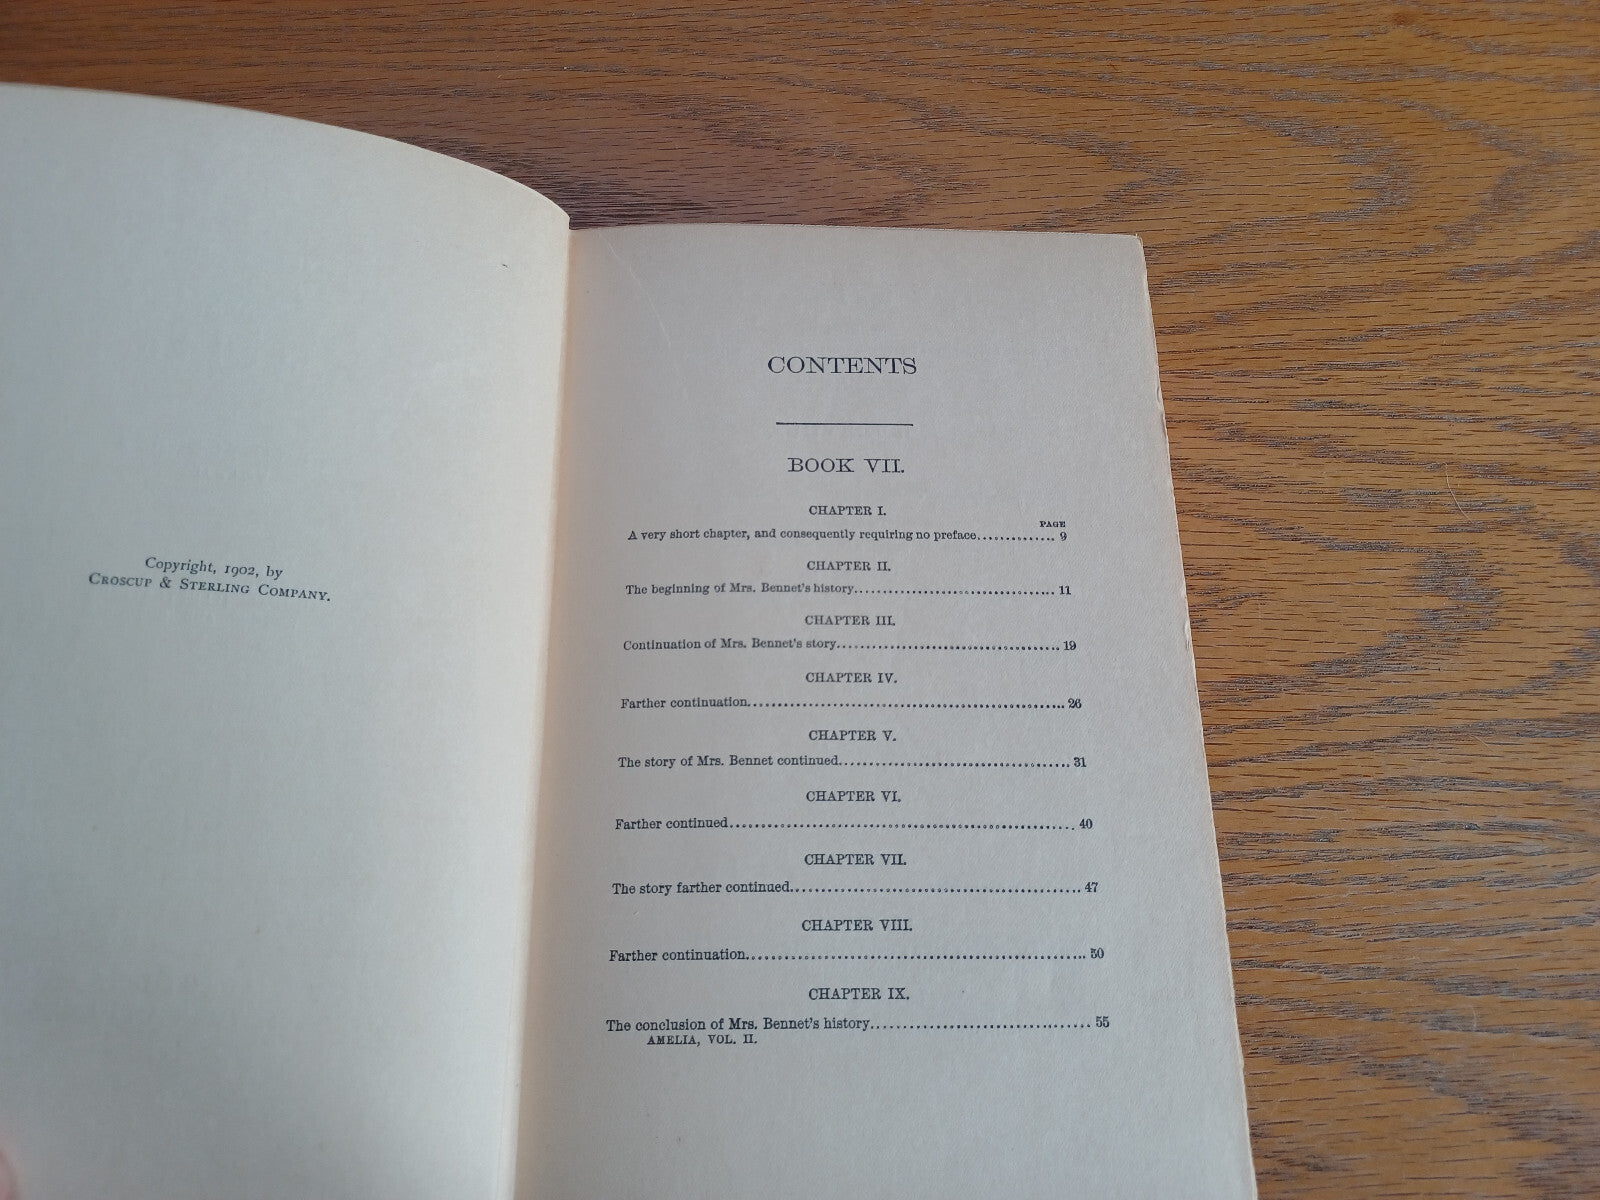 Copyright, 1902, by
CROSCUP & STERLING COMPANY.
CONTENTS
BOOK VII.
CHAPTER I.
PAGE
A very short chapter, and consequently requiring no preface.............. 9
CHAPTER II.
The beginning of Mrs. Bennet's history.................................... 11
CHAPTER III.
Continuation of Mrs. Bennet's story....................................... 19
CHAPTER IV.
Farther continuation...................................................... 26
CHAPTER V.
The story of Mrs. Bennet continued........................................ 31
CHAPTER VI.
Farther continued......................................................... 40
CHAPTER VII.
The story farther continued............................................... 47
CHAPTER VIII.
Farther continuation...................................................... 50
CHAPTER IX.
The conclusion of Mrs. Bennet's history................................... 55
AMELIA, VOL. II.